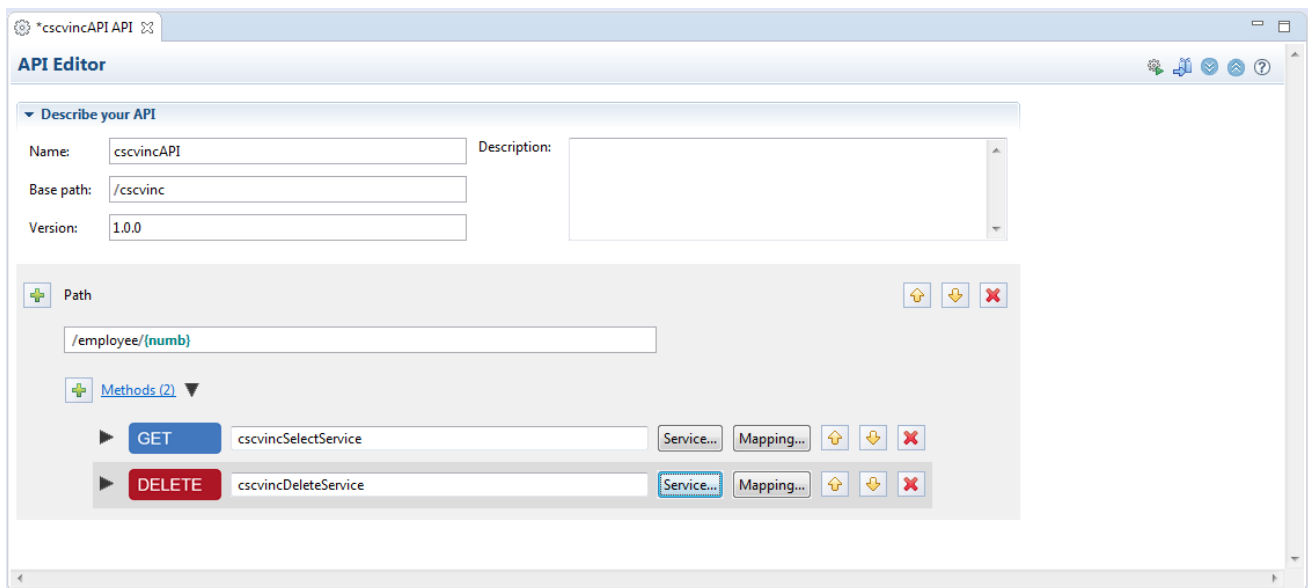 *cscvincAPI API
API Editor
Describe your API
Name: cscvincAPI Description:
Base path: /cscvinc
Version: 1.0.0
Path
/employee/{numb}
Methods (2)
GET cscvincSelectService Service... Mapping...
DELETE cscvincDeleteService Service... Mapping...